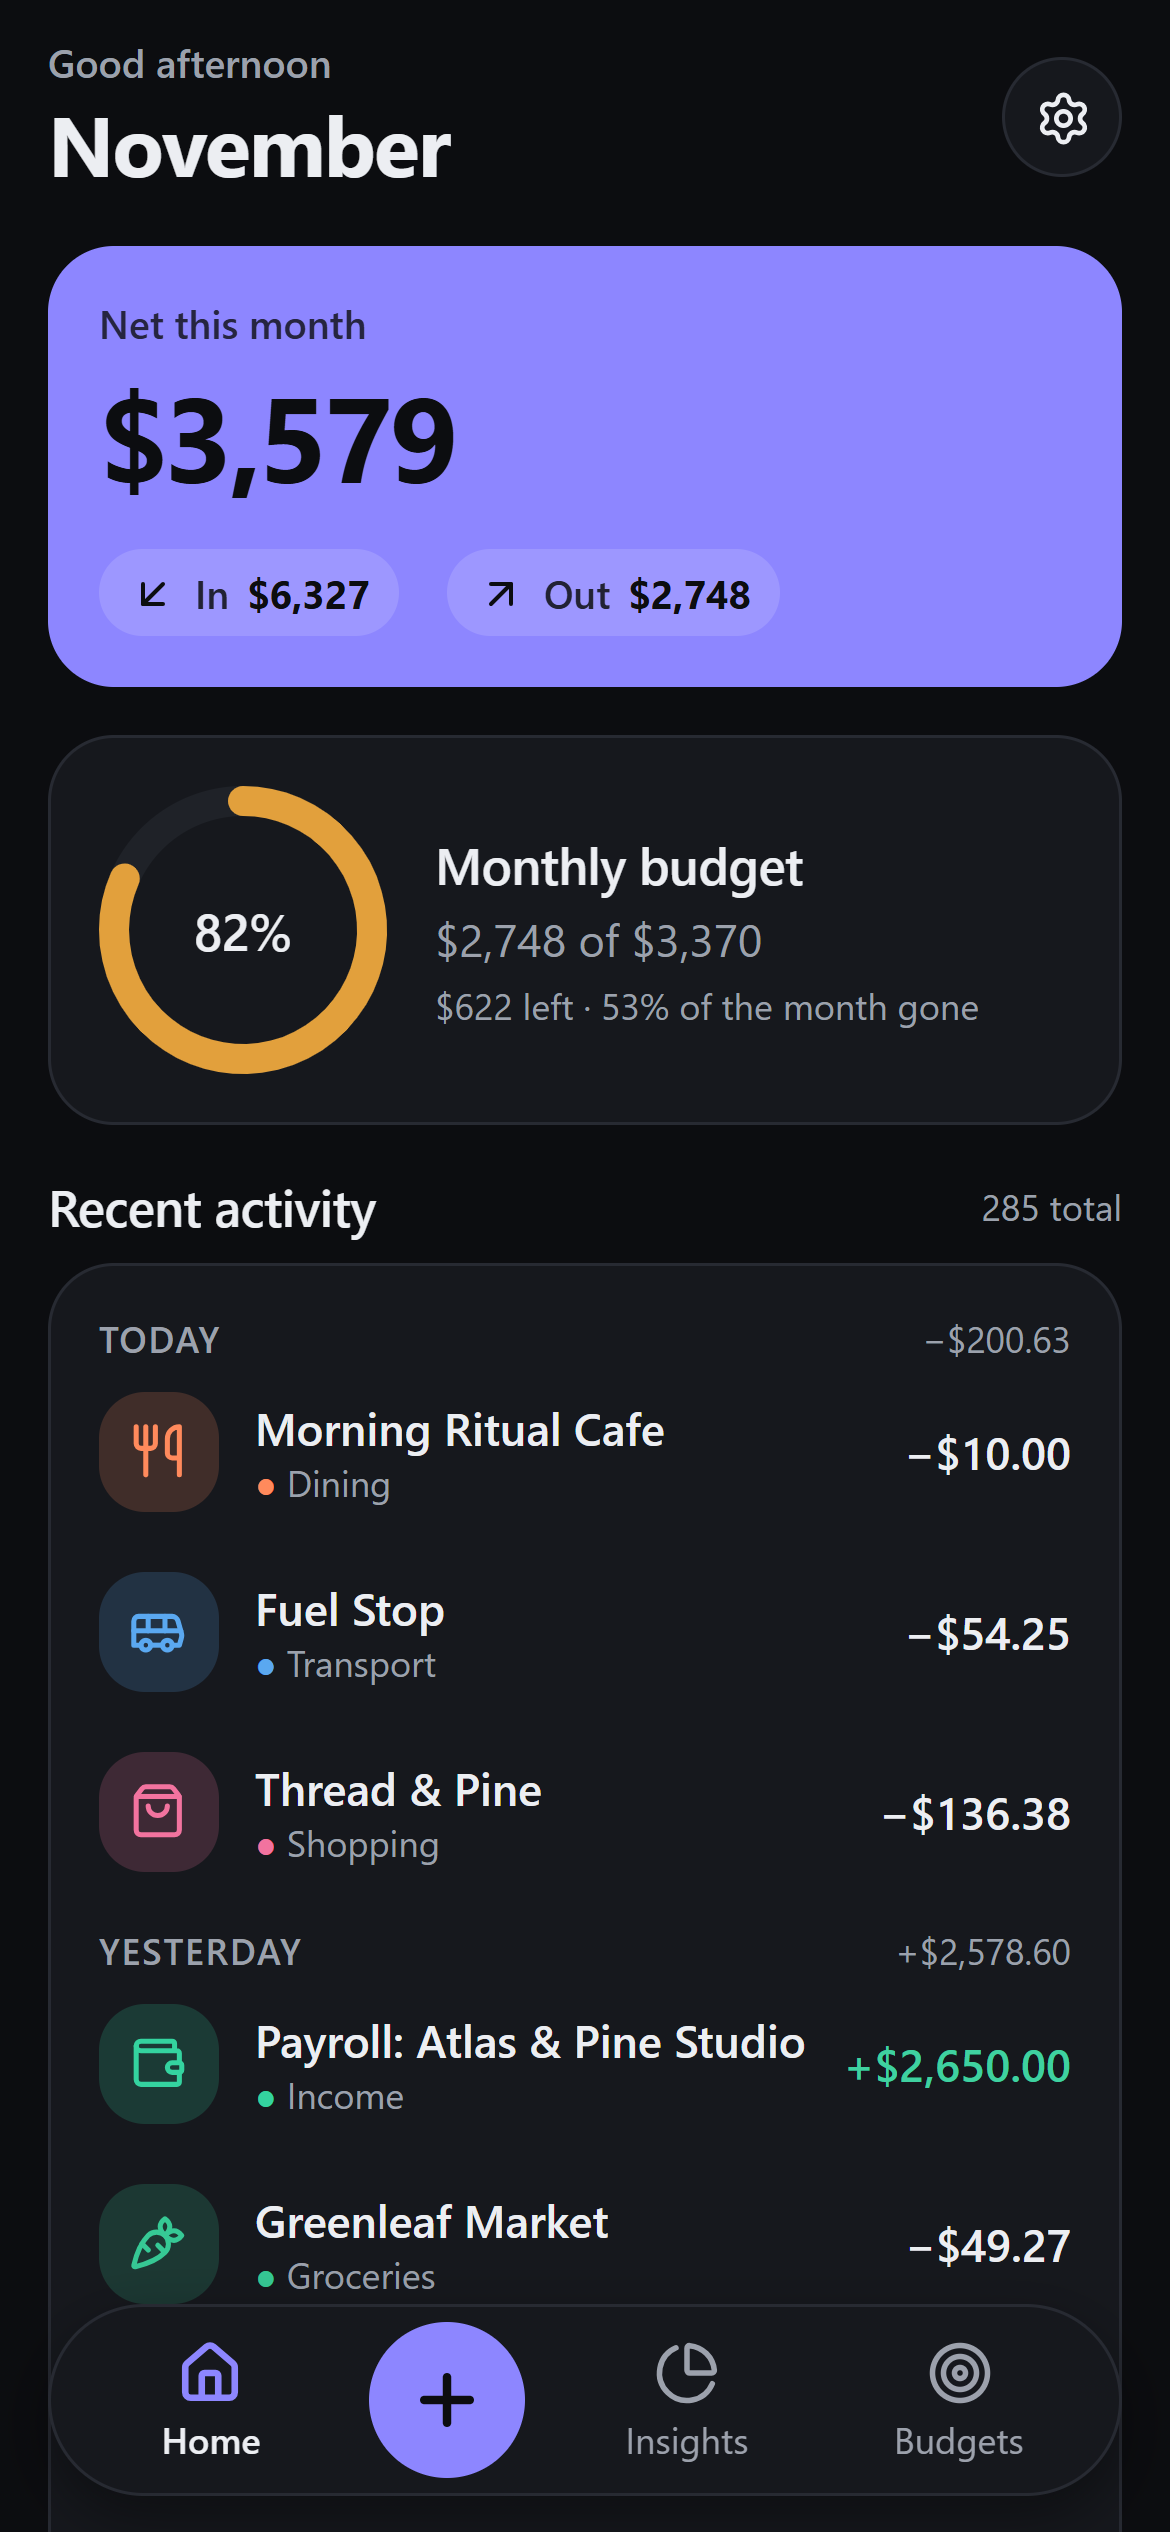 Good afternoon
November
Net this month
$3,579
In $6,327
Out $2,748
82%
Monthly budget
$2,748 of $3,370
$622 left · 53% of the month gone
Recent activity
285 total
TODAY
−$200.63
Morning Ritual Cafe
−$10.00
Dining
Fuel Stop
−$54.25
Transport
Thread & Pine
−$136.38
Shopping
YESTERDAY
+$2,578.60
Payroll: Atlas & Pine Studio
+$2,650.00
Income
Greenleaf Market
−$49.27
Groceries
Home
Insights
Budgets